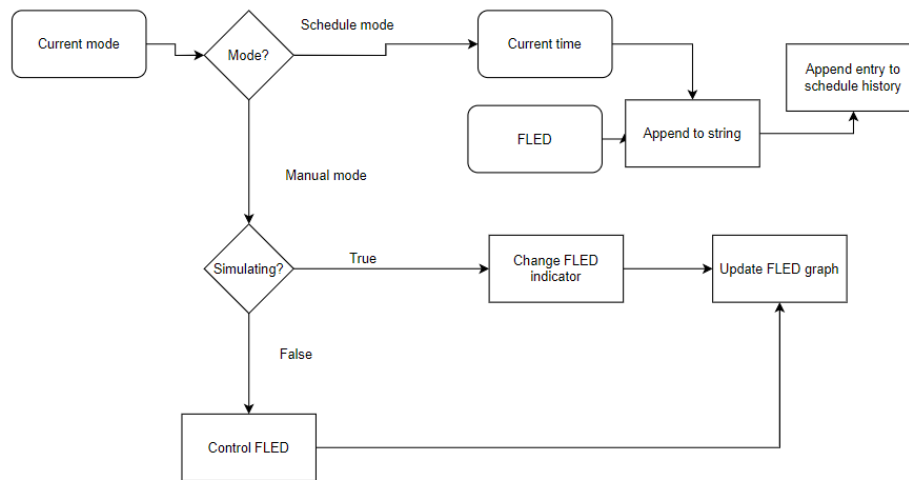 Schedule mode
Current mode
Mode?
Current time
Append entry to
schedule history
FLED
Append to string
Manual mode
Simulating?
True
Change FLED
indicator
Update FLED graph
False
Control FLED